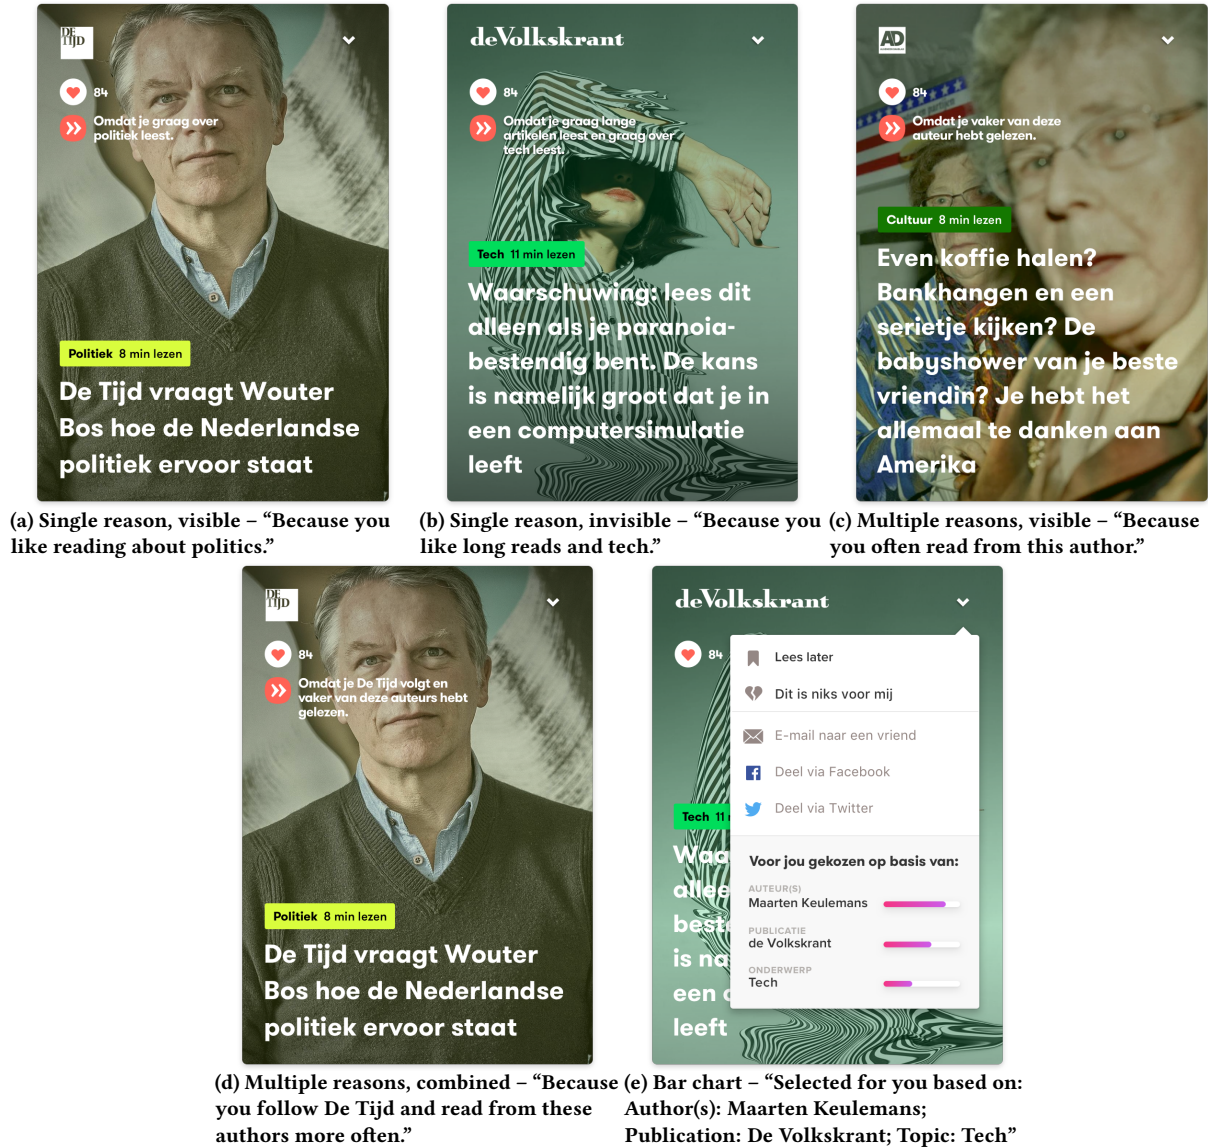 DE
TIJD
84
Omdat je graag over
politiek leest.
Politiek 8 min lezen
De Tijd vraagt Wouter
Bos hoe de Nederlandse
politiek ervoor staat
(a) Single reason, visible – “Because you
like reading about politics.”
deVolkskrant
84
Omdat je graag lange
artikelen leest en graag over
tech leest.
Tech 11 min lezen
Waarschuwing: lees dit
alleen als je paranoia-
bestendig bent. De kans
is namelijk groot dat je in
een computersimulatie
leeft
(b) Single reason, invisible – “Because you
like long reads and tech.”
AD
84
Omdat je vaker van deze
auteur hebt gelezen.
Cultuur 8 min lezen
Even koffie halen?
Bankhangen en een
serietje kijken? De
babyshower van je beste
vriendin? Je hebt het
allemaal te danken aan
Amerika
(c) Multiple reasons, visible – “Because
you often read from this author.”
DE
TIJD
84
Omdat je De Tijd volgt en
vaker van deze auteurs hebt
gelezen.
Politiek 8 min lezen
De Tijd vraagt Wouter
Bos hoe de Nederlandse
politiek ervoor staat
(d) Multiple reasons, combined – “Because
you follow De Tijd and read from these
authors more often.”
deVolkskrant
84
Lees later
Dit is niks voor mij
E-mail naar een vriend
Deel via Facebook
Deel via Twitter
Voor jou gekozen op basis van:
AUTEUR(S)
Maarten Keulemans
PUBLICATIE
de Volkskrant
ONDERWERP
Tech
Tech 11
Waa
allee
beste
is na
een c
leeft
(e) Bar chart – “Selected for you based on:
Author(s): Maarten Keulemans;
Publication: De Volkskrant; Topic: Tech”